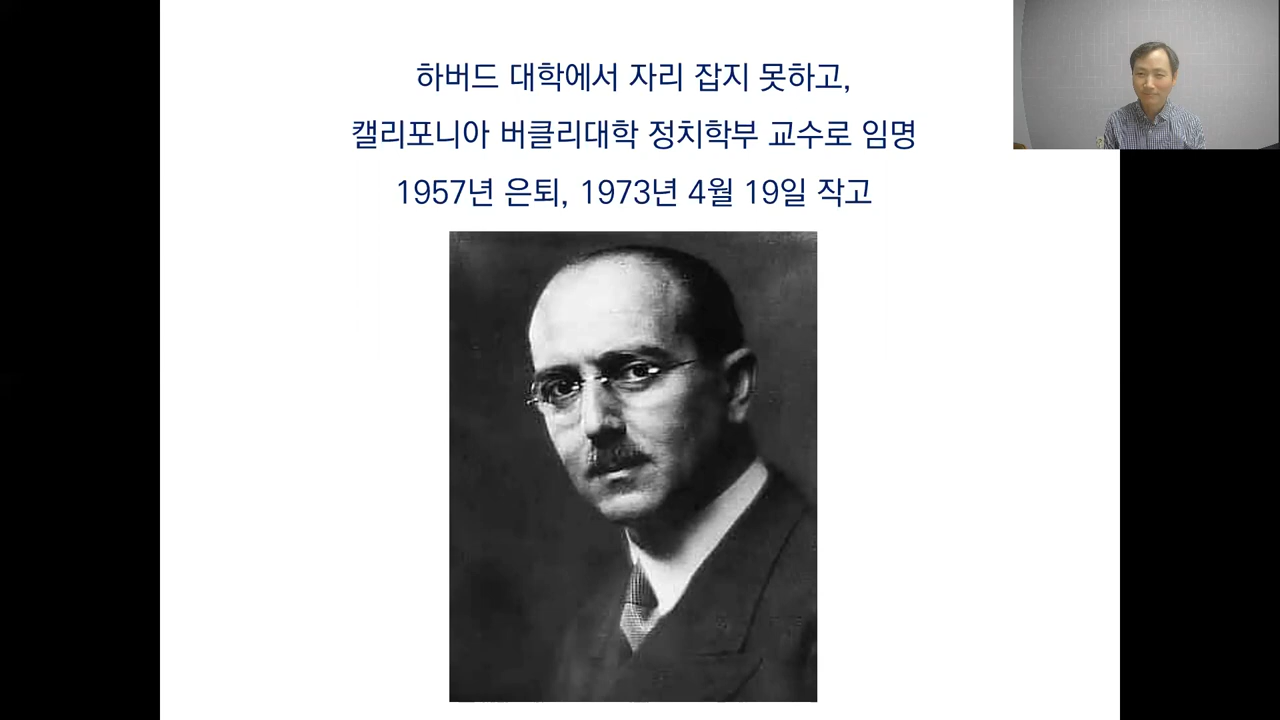 하버드 대학에서 자리 잡지 못하고,
캘리포니아 버클리대학 정치학부 교수로 임명
1957년 은퇴, 1973년 4월 19일 작고